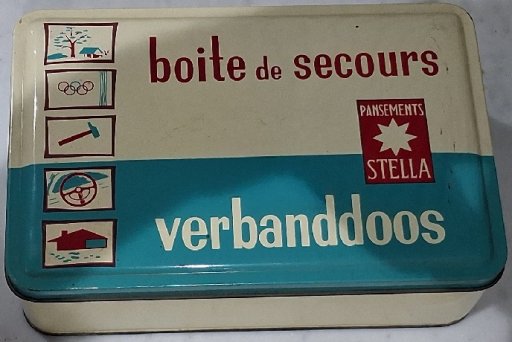 boite de secours
PANSEMENTS
STELLA
verbanddoos